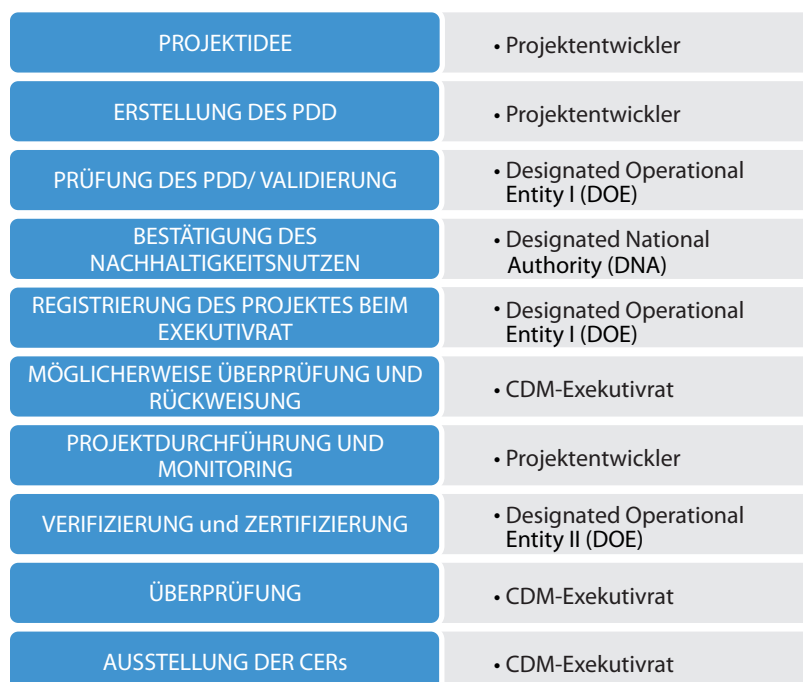 PROJEKTIDEE
• Projektentwickler
ERSTELLUNG DES PDD
• Projektentwickler
PRÜFUNG DES PDD/ VALIDIERUNG
• Designated Operational
Entity I (DOE)
BESTÄTIGUNG DES
NACHHALTIGKEITSNUTZEN
• Designated National
Authority (DNA)
REGISTRIERUNG DES PROJEKTES BEIM
EXEKUTIVRAT
• Designated Operational
Entity I (DOE)
MÖGLICHERWEISE ÜBERPRÜFUNG UND
RÜCKWEISUNG
• CDM-Exekutivrat
PROJEKTDURCHFÜHRUNG UND
MONITORING
• Projektentwickler
VERIFIZIERUNG und ZERTIFIZIERUNG
• Designated Operational
Entity II (DOE)
ÜBERPRÜFUNG
• CDM-Exekutivrat
AUSSTELLUNG DER CERs
• CDM-Exekutivrat